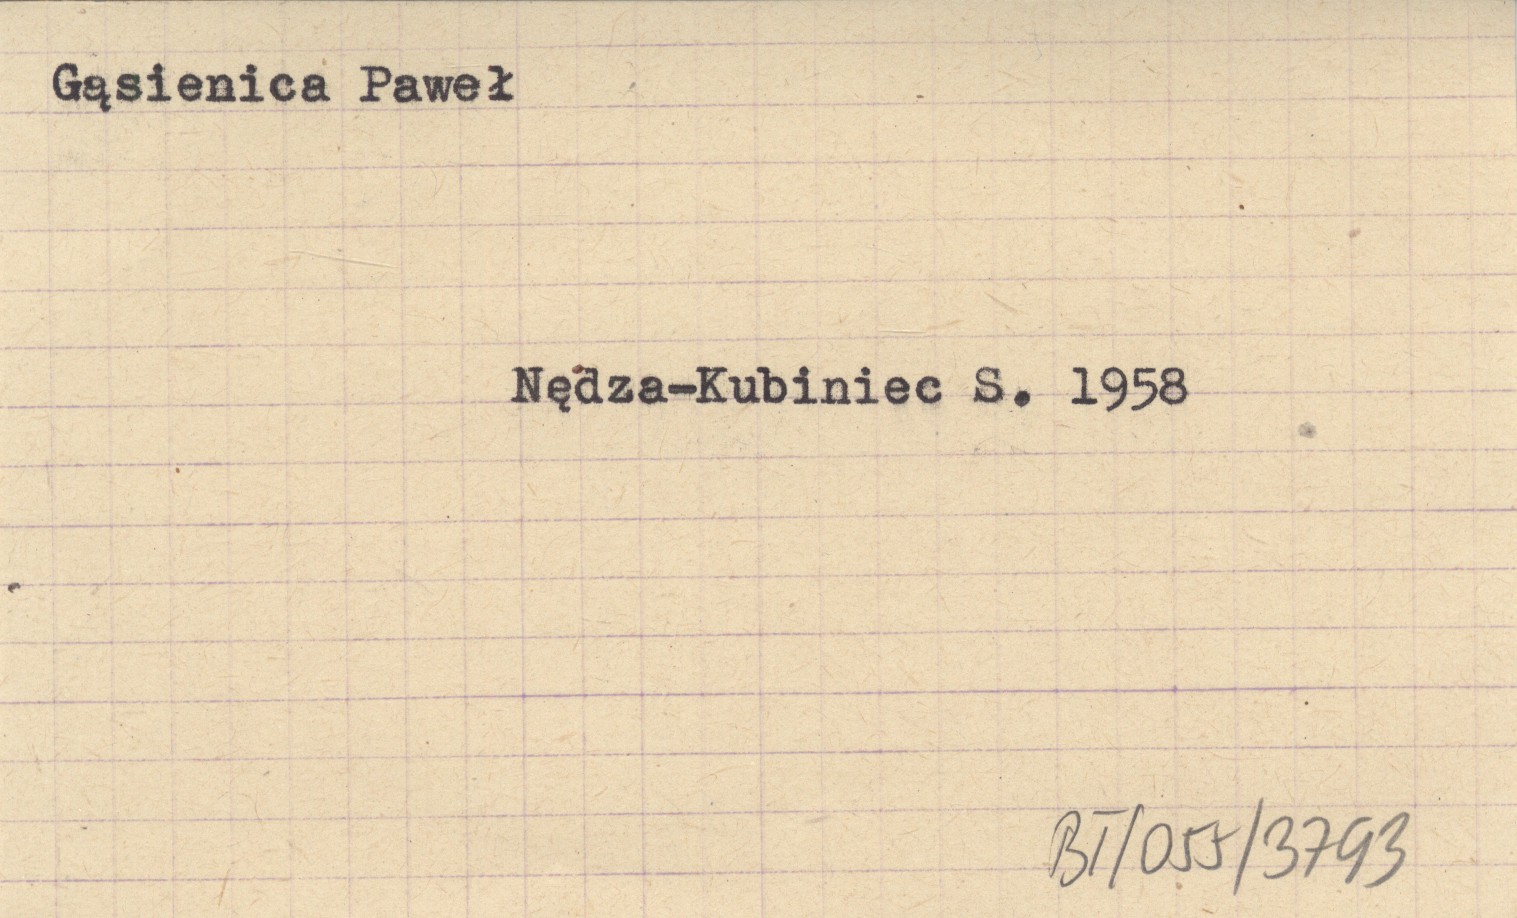 Gąsienica Paweł
Nędza-Kubiniec S. 1958
BT/055/3793